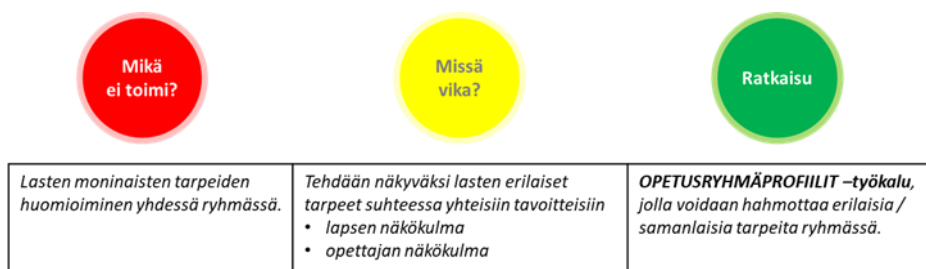 Mikä
ei toimi?
Missä
vika?
Ratkaisu
Lasten moninaisten tarpeiden
huomioiminen yhdessä ryhmässä.
Tehdään näkyväksi lasten erilaiset
tarpeet suhteessa yhteisiin tavoitteisiin
• lapsen näkökulma
• opettajan näkökulma
OPETUSRYHMÄPROFIILIT –työkalu,
jolla voidaan hahmottaa erilaisia /
samanlaisia tarpeita ryhmässä.